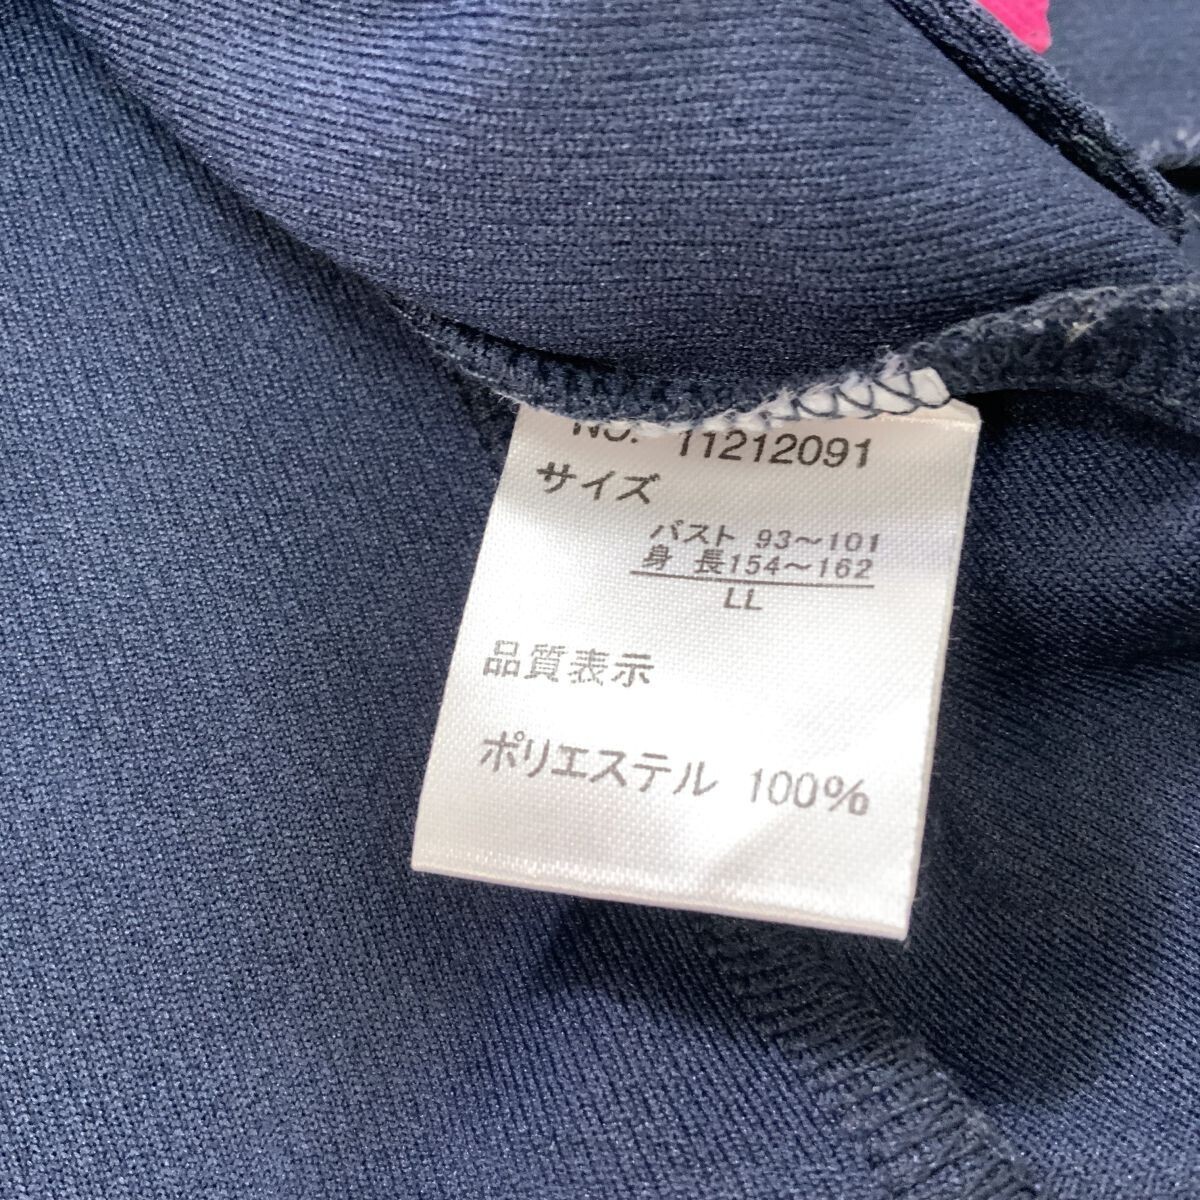 NO. 11212091
サイズ
バスト 93～101
身 長154～162
LL
品質表示
ポリエステル 100%